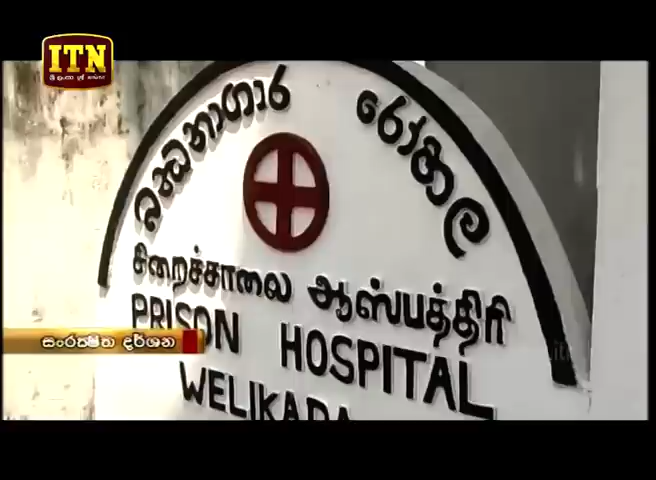 ITN
බන්ධනාගාර රෝහල
சிறைச்சாலை ஆஸ்பத்திரி
PRISON HOSPITAL
සංරක්ෂිත දර්ශන
WELIKADA